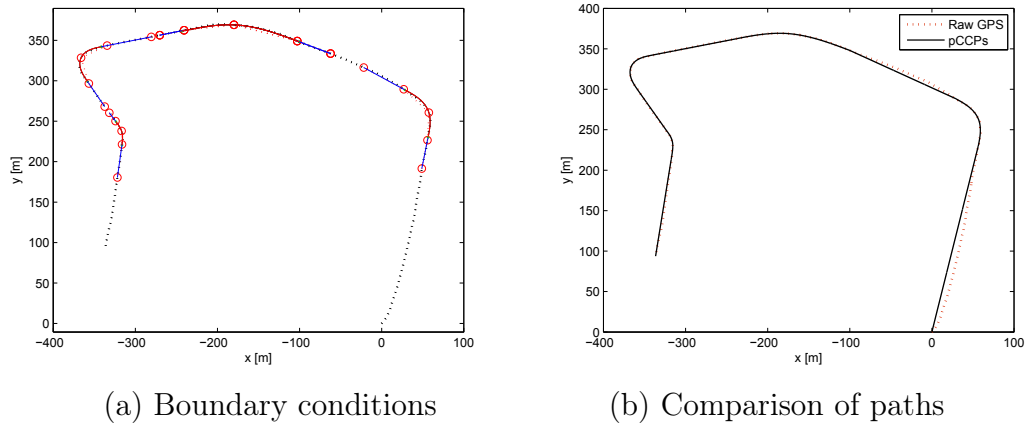 350
300
250
200
150
100
50
0
y [m]
−400 −300 −200 −100 0 100
x [m]
(a) Boundary conditions
400
350
300
250
200
150
100
50
0
y [m]
−400 −300 −200 −100 0 100
x [m]
Raw GPS
pCCPs
(b) Comparison of paths